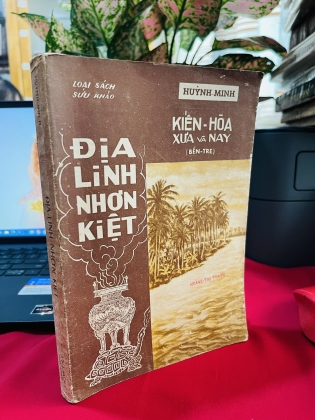 LOẠI SÁCH
SƯU KHẢO
HUỲNH-MINH
KIẾN-HÒA
XƯA và NAY
(BẾN-TRE)
ĐỊA
LINH
NHƠN
KIỆT